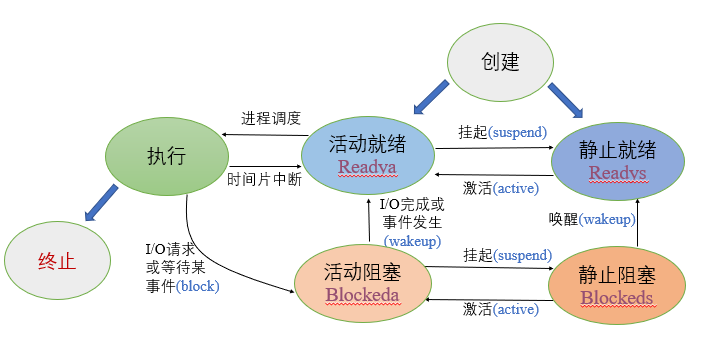 创建
进程调度
活动就绪
Readya
挂起(suspend)
静止就绪
Readys
执行
时间片中断
激活(active)
I/O完成或
事件发生
(wakeup)
唤醒(wakeup)
终止
I/O请求
或等待某
事件(block)
活动阻塞
Blockeda
挂起(suspend)
静止阻塞
Blockeds
激活(active)